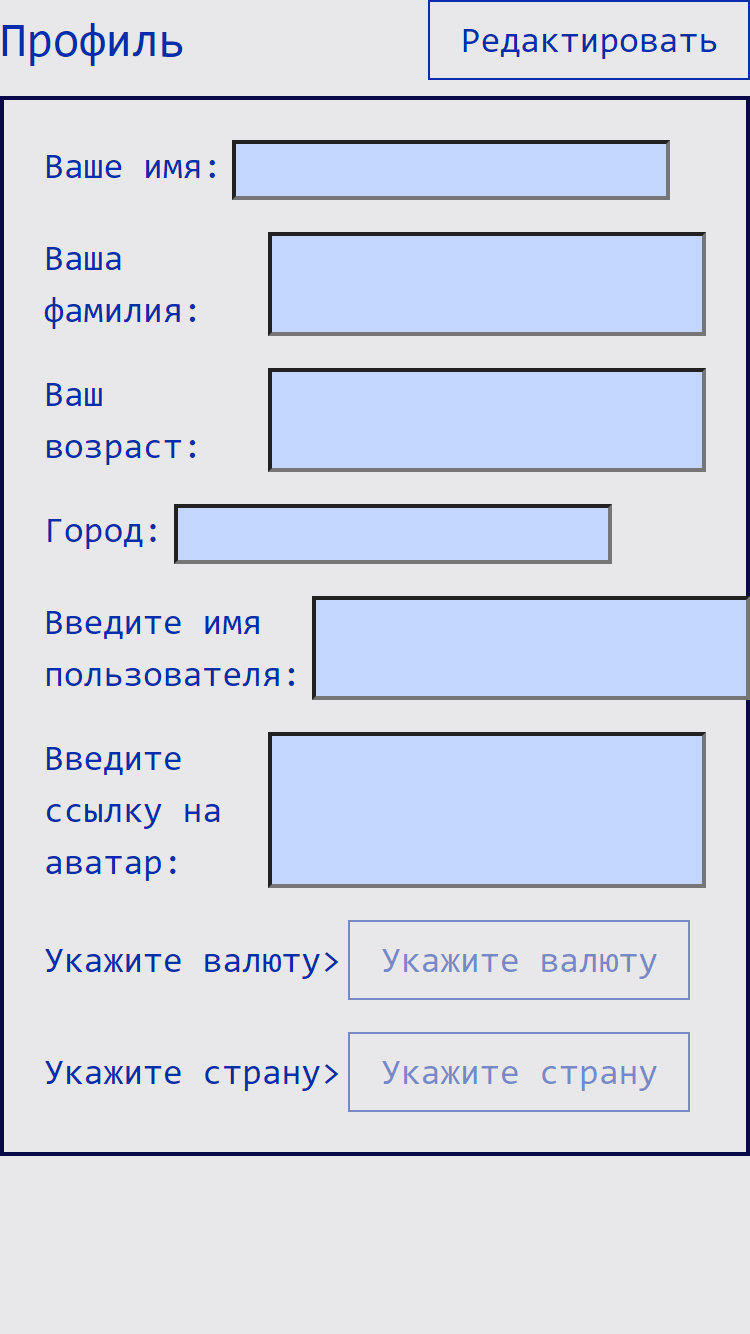 Профиль
Редактировать
Ваше имя:
Ваша
фамилия:
Ваш
возраст:
Город:
Введите имя
пользователя:
Введите
ссылку на
аватар:
Укажите валюту> Укажите валюту
Укажите страну> Укажите страну